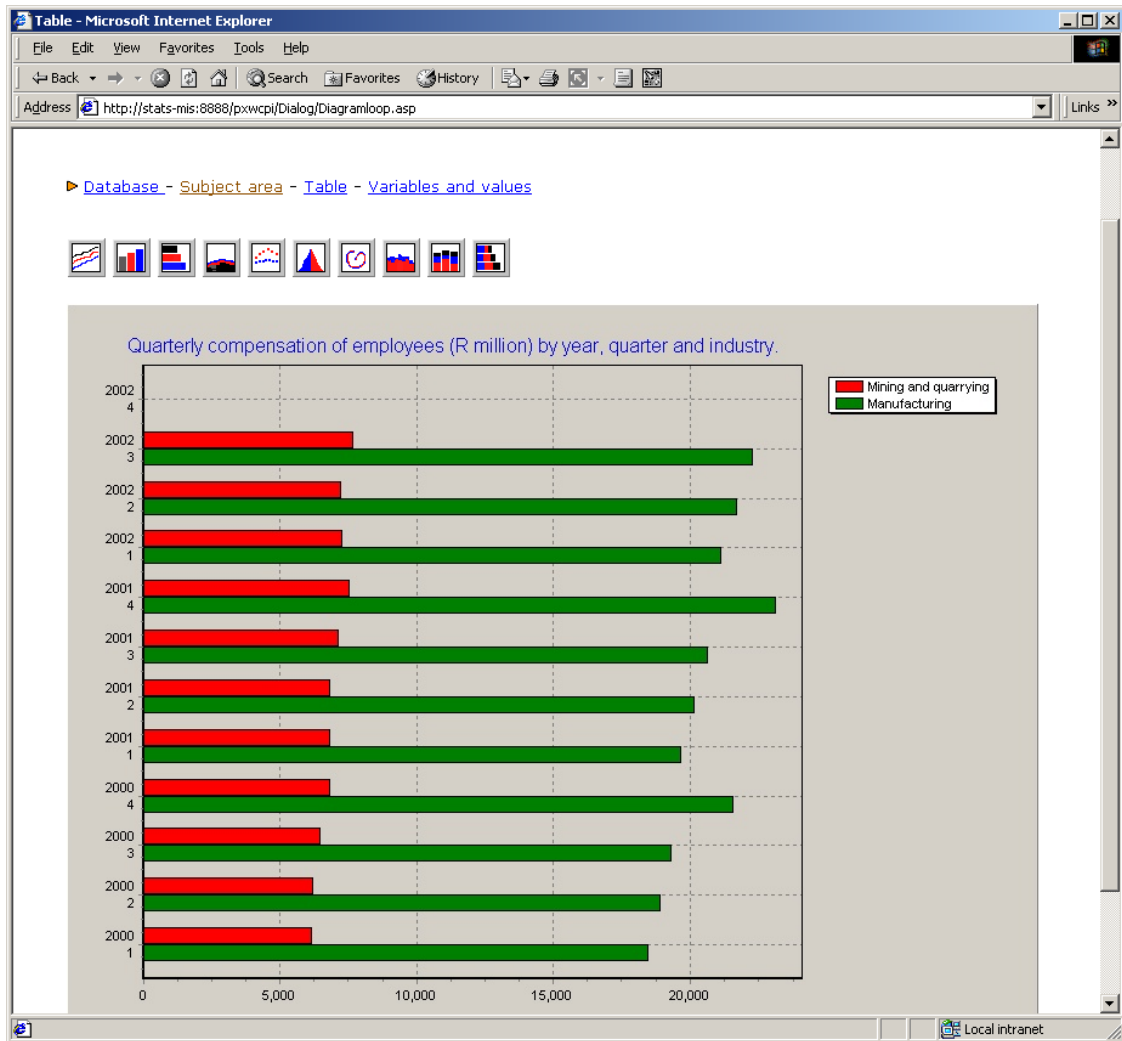 Table - Microsoft Internet Explorer
File Edit View Favorites Tools Help
Back Search Favorites History
Address http://stats-mis:8888/pxwcpi/Dialog/Diagramloop.asp Links »
Database - Subject area - Table - Variables and values
Quarterly compensation of employees (R million) by year, quarter and industry.
Mining and quarrying
Manufacturing
2002
4
2002
3
2002
2
2002
1
2001
4
2001
3
2001
2
2001
1
2000
4
2000
3
2000
2
2000
1
0 5,000 10,000 15,000 20,000
Local intranet